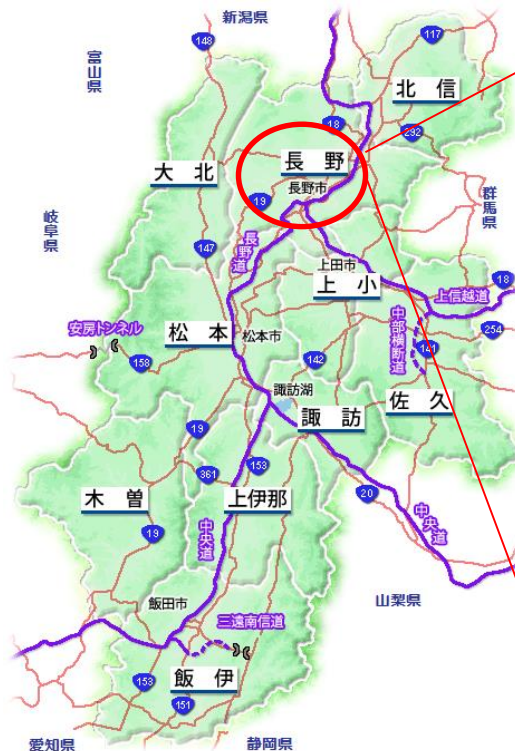 新潟県
富山県
148
117
北信
18
292
長野
大北
長野市
19
群馬県
岐阜県
147
長野道
上田市
上小
18
上信越道
安房トンネル
松本
松本市
中部横断道
254
158
142
141
諏訪湖
佐久
諏訪
19
153
361
木曽
上伊那
20
19
中央道
中央道
飯田市
山梨県
三遠南信道
飯伊
153
151
愛知県
静岡県